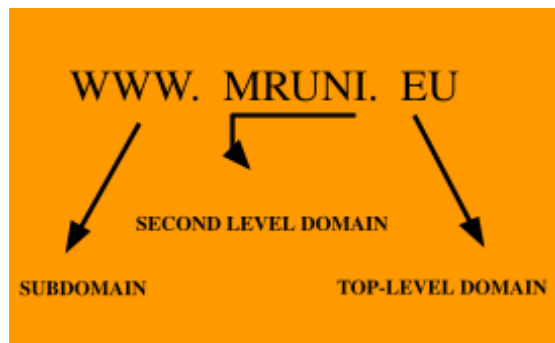 WWW. MRUNI. EU
SECOND LEVEL DOMAIN
SUBDOMAIN
TOP-LEVEL DOMAIN